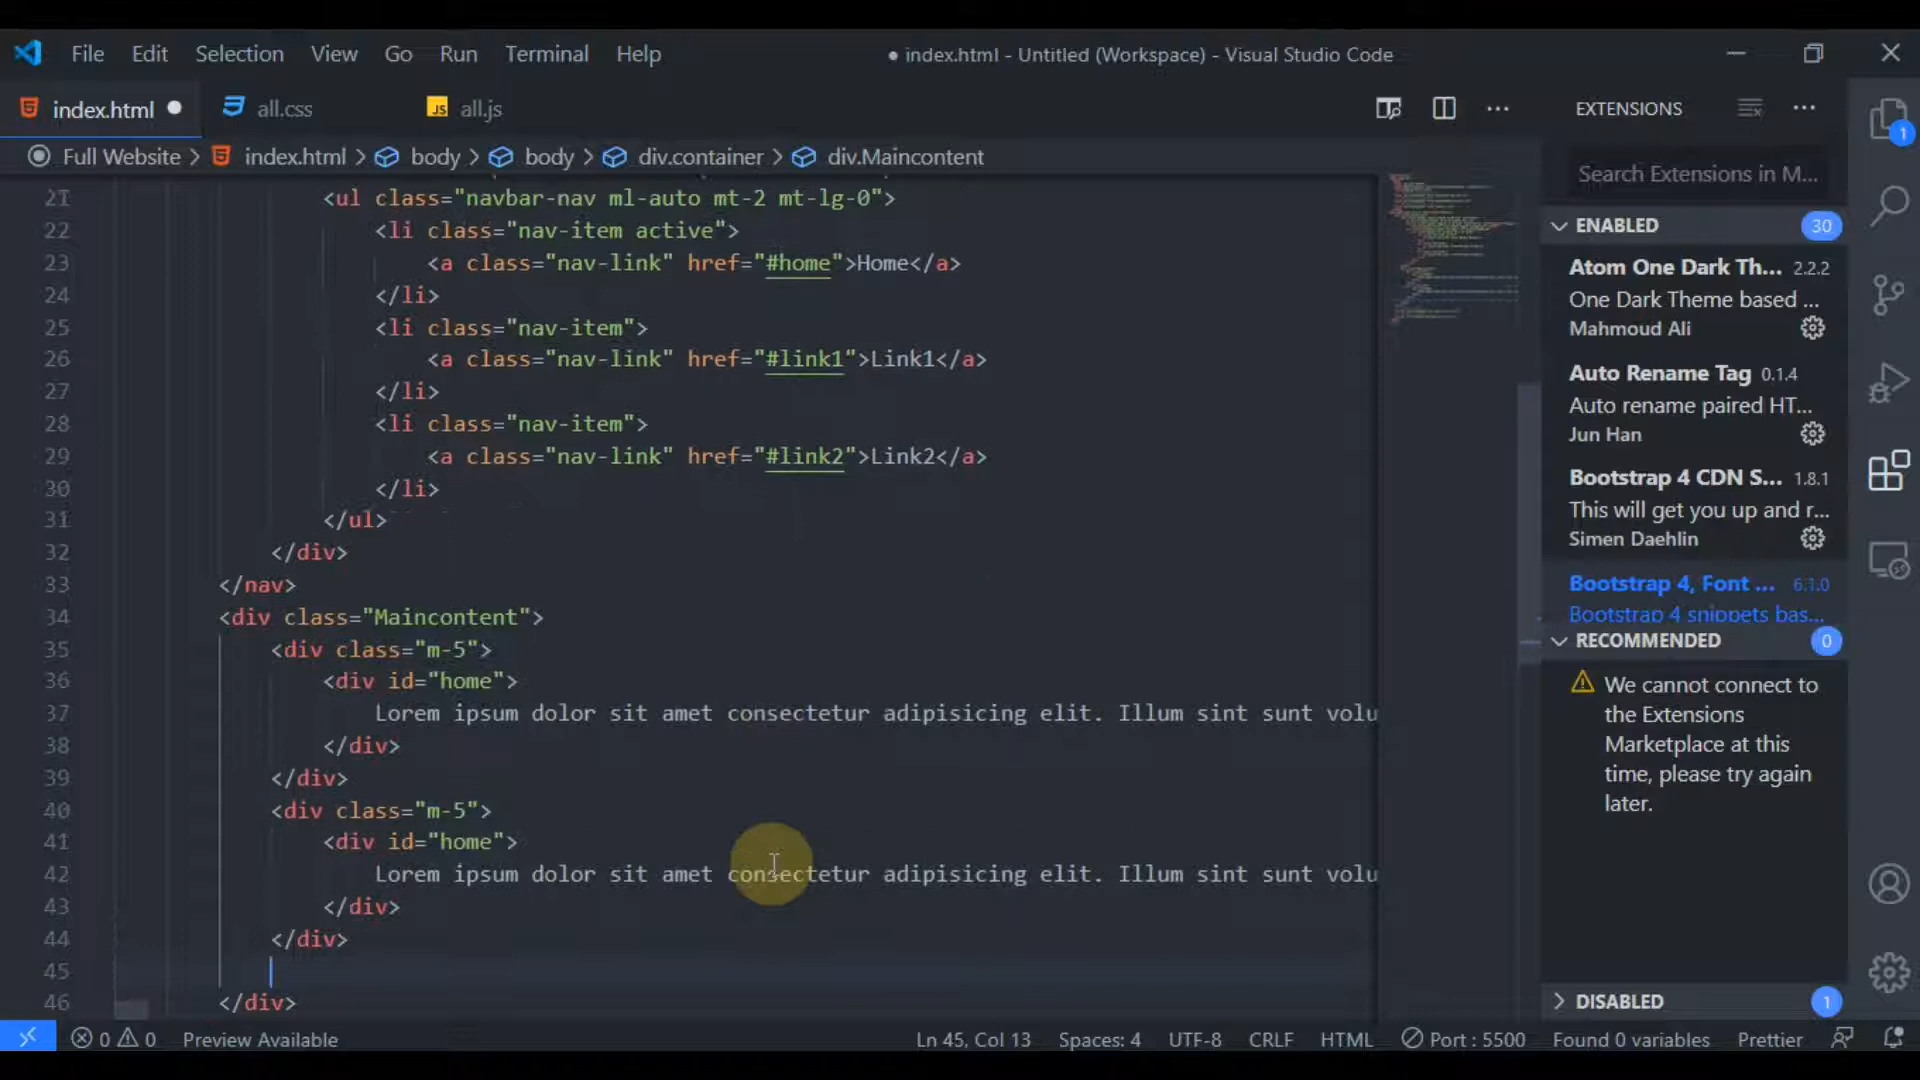 File Edit Selection View Go Run Terminal Help
● index.html - Untitled (Workspace) - Visual Studio Code
index.html ● all.css JS all.js
Full Website > index.html > body > body > div.container > div.Maincontent
21 <ul class="navbar-nav ml-auto mt-2 mt-lg-0">
22 <li class="nav-item active">
23 <a class="nav-link" href="#home">Home</a>
24 </li>
25 <li class="nav-item">
26 <a class="nav-link" href="#link1">Link1</a>
27 </li>
28 <li class="nav-item">
29 <a class="nav-link" href="#link2">Link2</a>
30 </li>
31 </ul>
32 </div>
33 </nav>
34 <div class="Maincontent">
35 <div class="m-5">
36 <div id="home">
37 Lorem ipsum dolor sit amet consectetur adipisicing elit. Illum sint sunt volu
38 </div>
39 </div>
40 <div class="m-5">
41 <div id="home">
42 Lorem ipsum dolor sit amet consectetur adipisicing elit. Illum sint sunt volu
43 </div>
44 </div>
45
46 </div>
EXTENSIONS
Search Extensions in M...
ENABLED 30
Atom One Dark Th... 2.2.2
One Dark Theme based ...
Mahmoud Ali
Auto Rename Tag 0.1.4
Auto rename paired HT...
Jun Han
Bootstrap 4 CDN S... 1.8.1
This will get you up and r...
Simen Daehlin
Bootstrap 4, Font ... 6.1.0
Bootstrap 4 snippets bas...
RECOMMENDED 0
We cannot connect to
the Extensions
Marketplace at this
time, please try again
later.
DISABLED 1
1
0 0 Preview Available Ln 45, Col 13 Spaces: 4 UTF-8 CRLF HTML Port : 5500 Found 0 variables Prettier